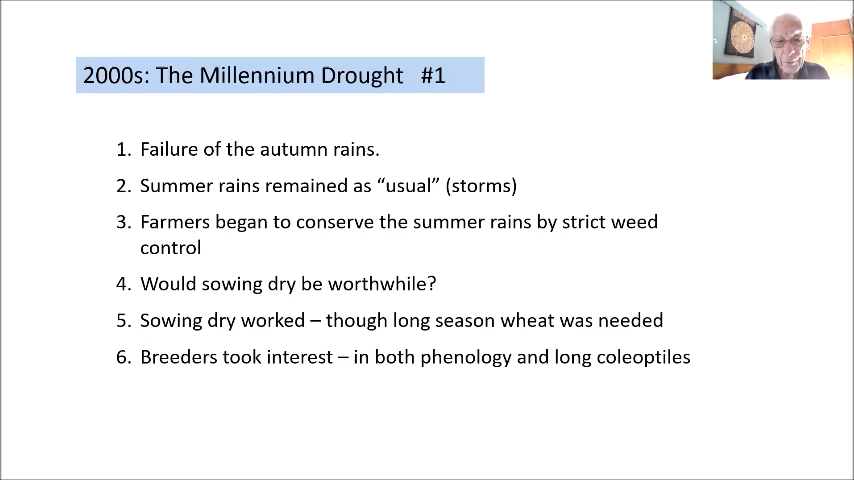 2000s: The Millennium Drought #1
1. Failure of the autumn rains.
2. Summer rains remained as “usual” (storms)
3. Farmers began to conserve the summer rains by strict weed
control
4. Would sowing dry be worthwhile?
5. Sowing dry worked – though long season wheat was needed
6. Breeders took interest – in both phenology and long coleoptiles